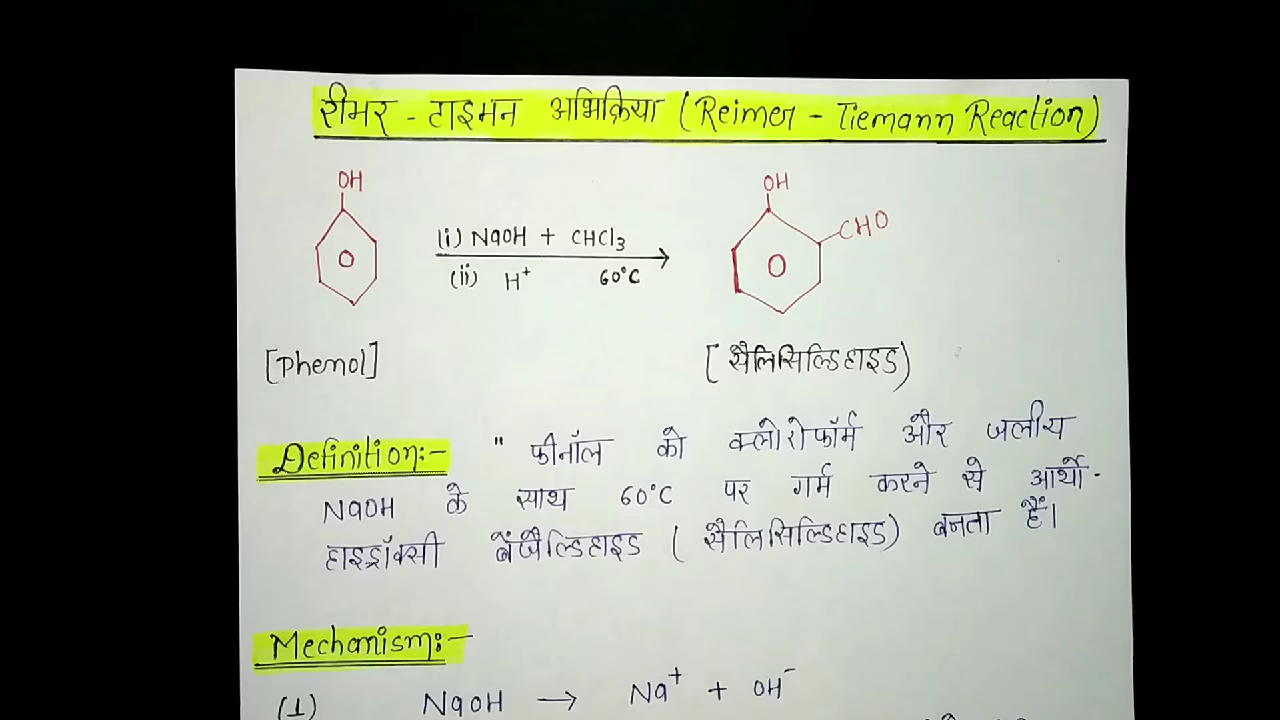 रीमर - टाइमन अभिक्रिया (Reimer - Tiemann Reaction)
OH
OH
CHO
(i) NaOH + CHCl3
(ii) H+ 60°C
[Phenol]
[सैलिसिल्डिहाइड)
Definition:- " फीनॉल को क्लोरोफॉर्म और जलीय
NaOH के साथ 60°C पर गर्म करने से आर्थो-
हाइड्रॉक्सी बेंजैल्डिहाइड (सैलिसिल्डिहाइड) बनता हैं।
Mechanism:-
(1) NaOH → Na+ + OH-